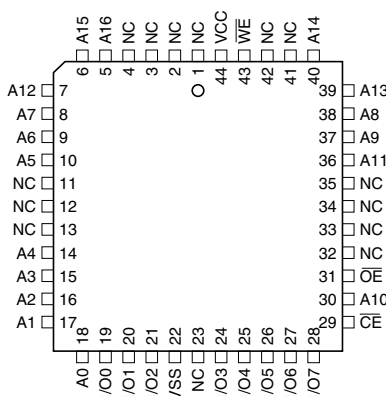 A15 A16 NC NC NC NC VCC WE NC NC A14
6 5 4 3 2 1 44 43 42 41 40
A12 7 39 A13
A7 8 38 A8
A6 9 37 A9
A5 10 36 A11
NC 11 35 NC
NC 12 34 NC
NC 13 33 NC
A4 14 32 NC
A3 15 31 OE
A2 16 30 A10
A1 17 29 CE
18 19 20 21 22 23 24 25 26 27 28
A0 /O0 /O1 /O2 /SS NC /O3 /O4 /O5 /O6 /O7